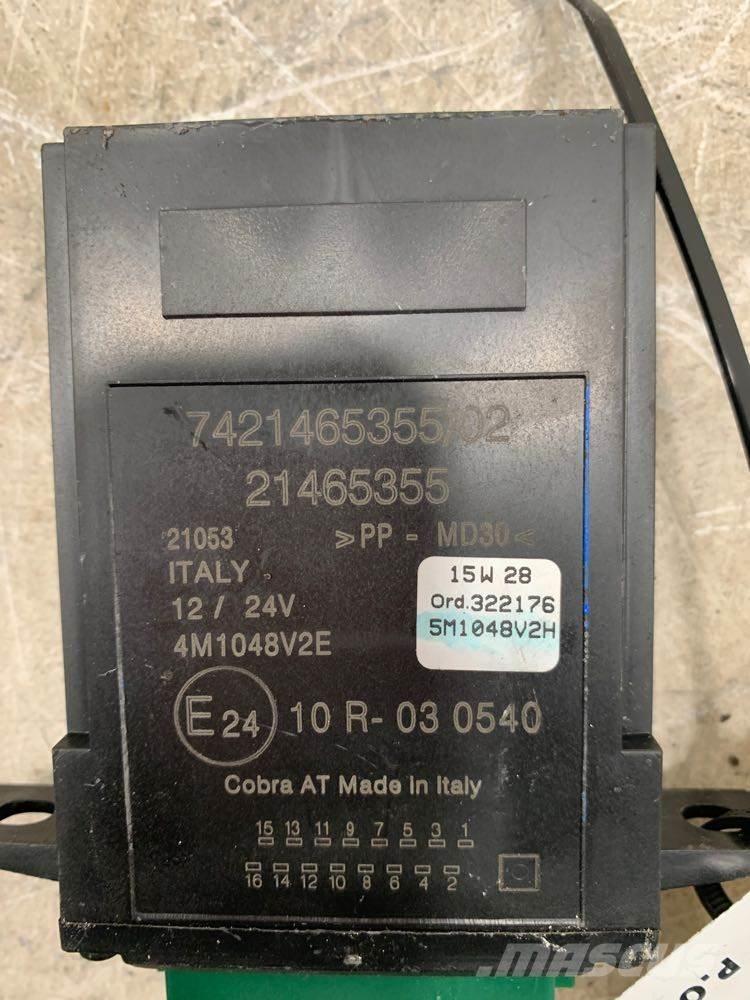 7421465355/02
21465355
21053 >PP - MD30<
ITALY
12 / 24V
4M1048V2E
15W 28
Ord.322176
5M1048V2H
E24 10 R- 03 0540
Cobra AT Made in Italy
15 13 11 9 7 5 3 1
16 14 12 10 8 6 4 2
MASCUS